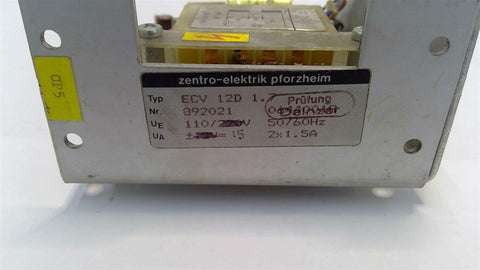 OP5
zentro-elektrik pforzheim
Typ ECV 12D 1.
Prüfung
Nr. 892021
UE 110/220V 50/60Hz
UA ± = 15 2x1.5A